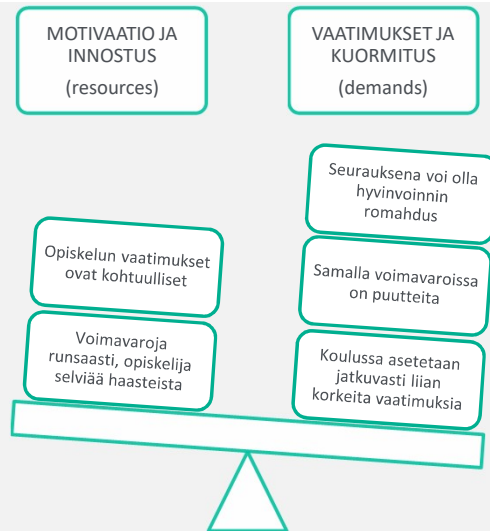 MOTIVAATIO JA
INNOSTUS
(resources)
VAATIMUKSET JA
KUORMITUS
(demands)
Opiskelun vaatimukset
ovat kohtuulliset
Voimavaroja
runsaasti, opiskelija
selviää haasteista
Seurauksena voi olla
hyvinvoinnin
romahdus
Samalla voimavaroissa
on puutteita
Koulussa asetetaan
jatkuvasti liian
korkeita vaatimuksia